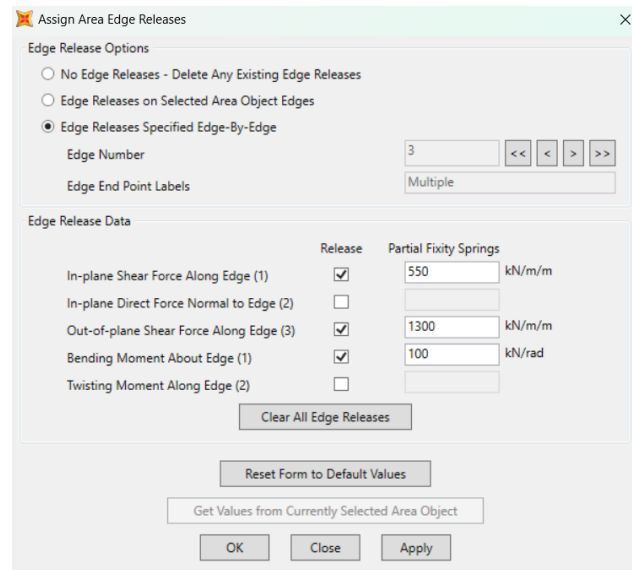 Assign Area Edge Releases
Edge Release Options
No Edge Releases - Delete Any Existing Edge Releases
Edge Releases on Selected Area Object Edges
Edge Releases Specified Edge-By-Edge
Edge Number 3 << < > >>
Edge End Point Labels Multiple
Edge Release Data
Release Partial Fixity Springs
In-plane Shear Force Along Edge (1) 550 kN/m/m
In-plane Direct Force Normal to Edge (2)
Out-of-plane Shear Force Along Edge (3) 1300 kN/m/m
Bending Moment About Edge (1) 100 kN/rad
Twisting Moment Along Edge (2)
Clear All Edge Releases
Reset Form to Default Values
Get Values from Currently Selected Area Object
OK Close Apply